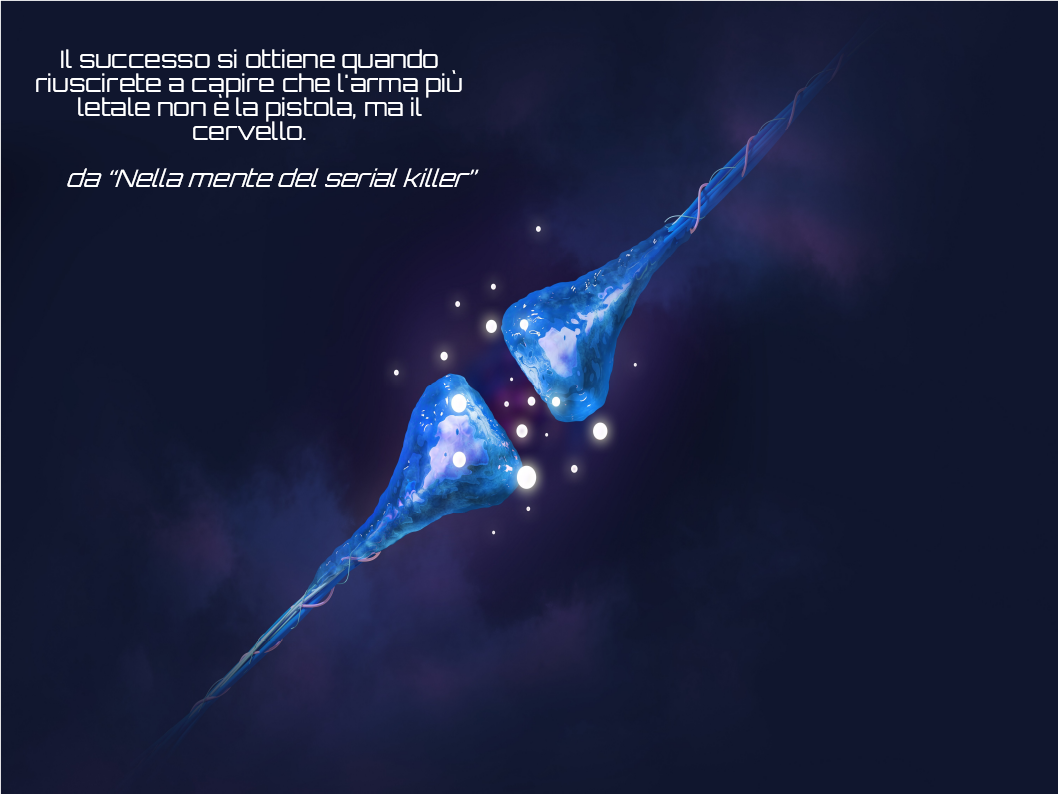 Il successo si ottiene quando
riuscirete a capire che l'arma più
letale non è la pistola, ma il
cervello.
da “Nella mente del serial killer”